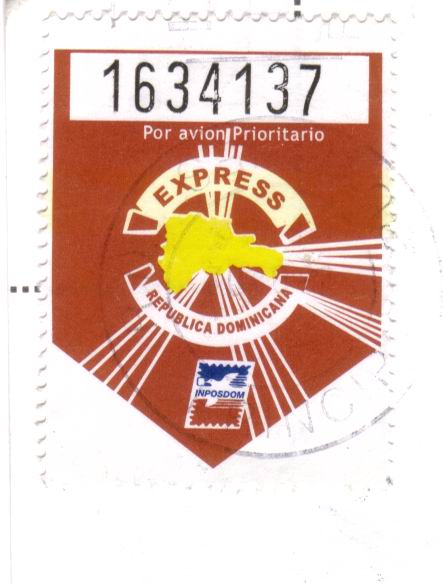 1634137
Por avion Prioritario
EXPRESS
REPUBLICA DOMINICANA
INPOSDOM